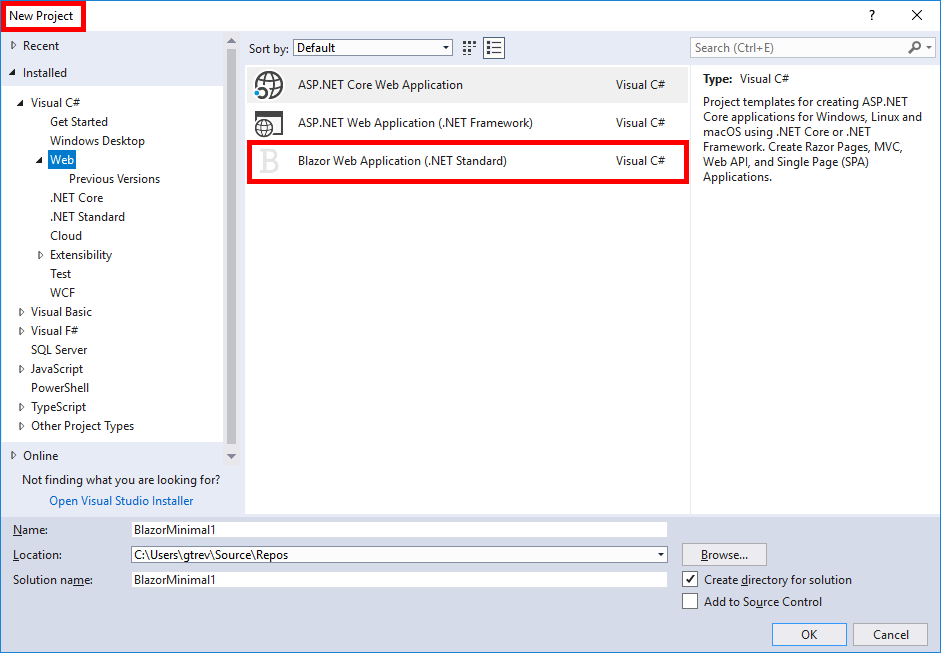 New Project
?
Recent
Installed
Visual C#
Get Started
Windows Desktop
Web
Previous Versions
.NET Core
.NET Standard
Cloud
Extensibility
Test
WCF
Visual Basic
Visual F#
SQL Server
JavaScript
PowerShell
TypeScript
Other Project Types
Online
Not finding what you are looking for?
Open Visual Studio Installer
Sort by: Default
ASP.NET Core Web Application Visual C#
ASP.NET Web Application (.NET Framework) Visual C#
B Blazor Web Application (.NET Standard) Visual C#
Search (Ctrl+E)
Type: Visual C#
Project templates for creating ASP.NET
Core applications for Windows, Linux and
macOS using .NET Core or .NET
Framework. Create Razor Pages, MVC,
Web API, and Single Page (SPA)
Applications.
Name: BlazorMinimal1
Location: C:\Users\gtrev\Source\Repos Browse...
Solution name: BlazorMinimal1
Create directory for solution
Add to Source Control
OK Cancel